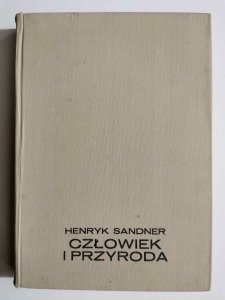 HENRYK SANDNER
CZŁOWIEK
I PRZYRODA